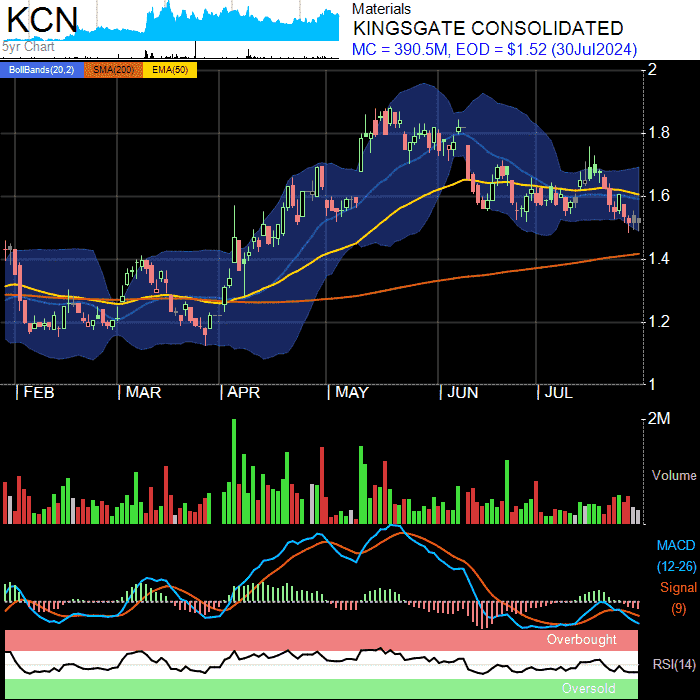 KCN
5yr Chart
Materials
KINGSGATE CONSOLIDATED
MC = 390.5M, EOD = $1.52 (30Jul2024)
BollBands(20,2) SMA(200) EMA(50)
2
1.8
1.6
1.4
1.2
1
FEB MAR APR MAY JUN JUL
2M
Volume
MACD
(12-26)
Signal
(9)
Overbought
RSI(14)
Oversold